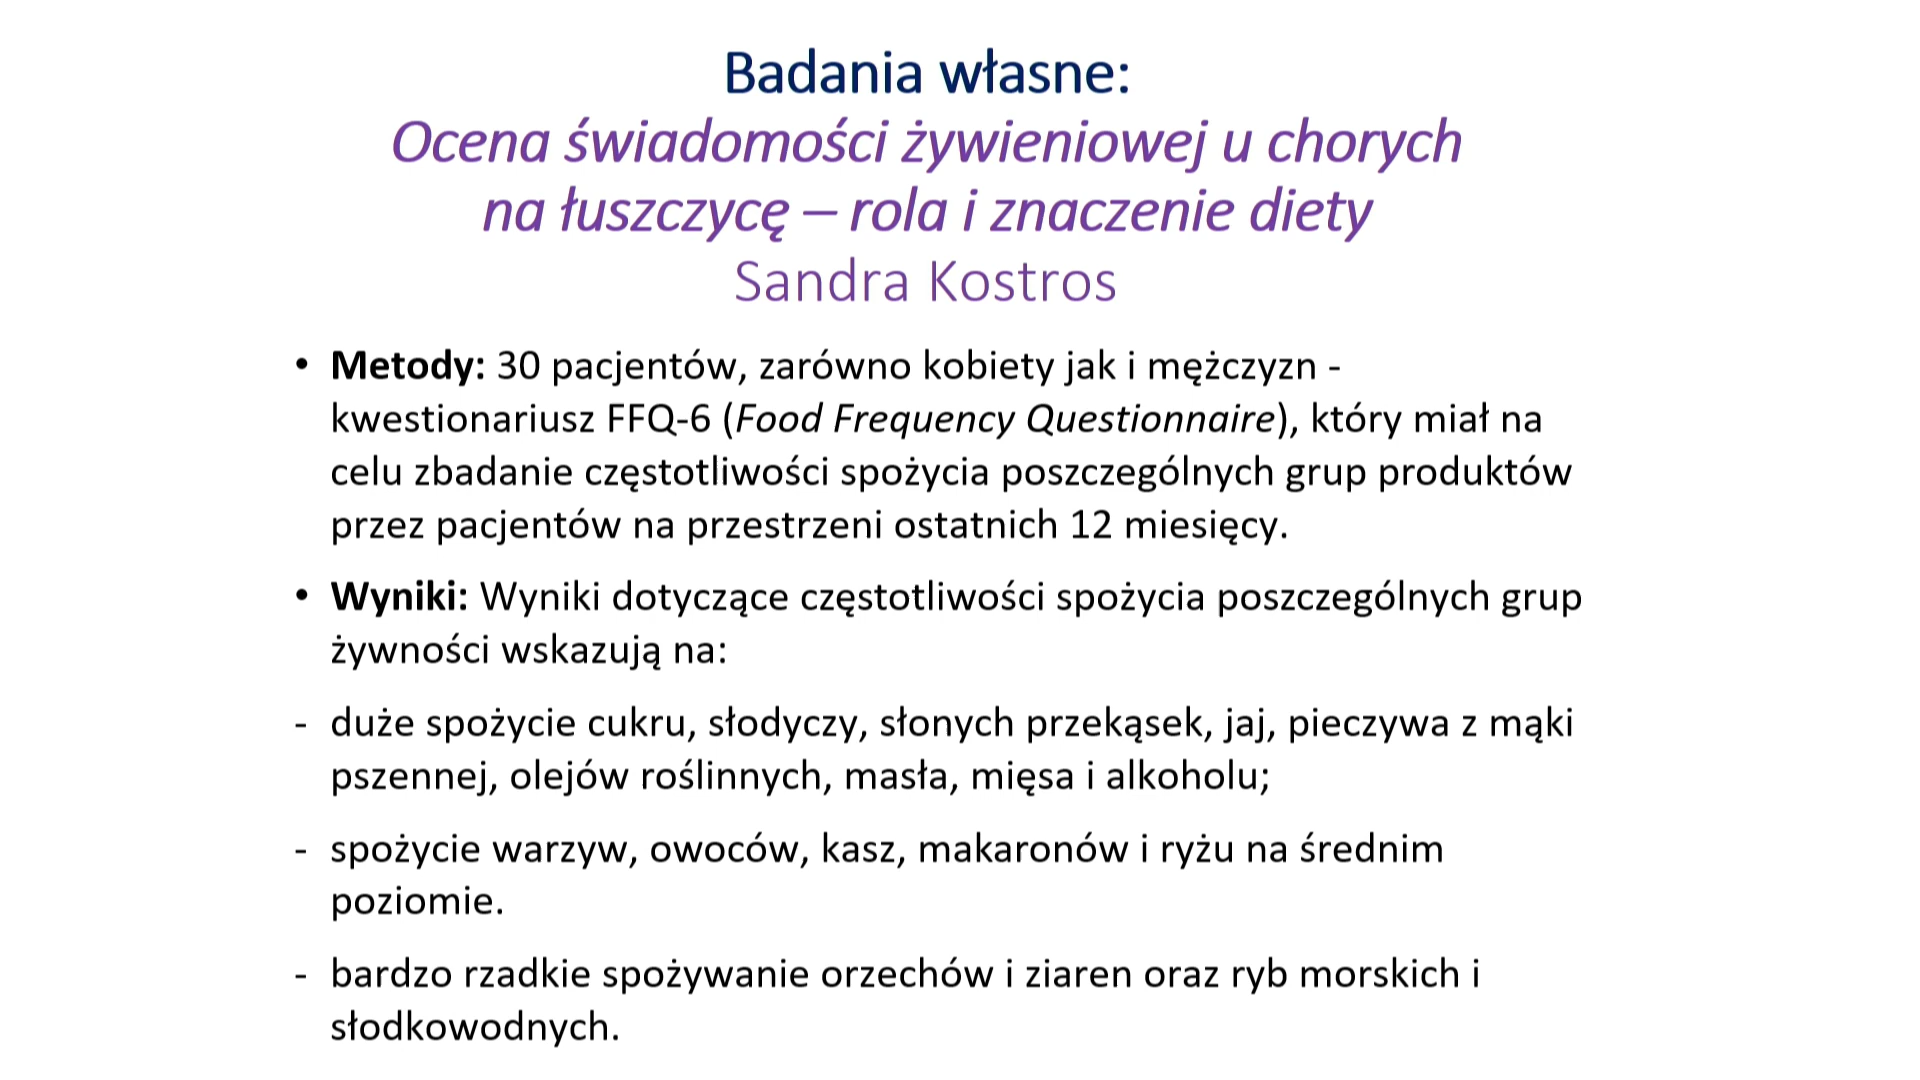 Badania własne:
Ocena świadomości żywieniowej u chorych
na łuszczycę – rola i znaczenie diety
Sandra Kostros
• Metody: 30 pacjentów, zarówno kobiety jak i mężczyzn -
kwestionariusz FFQ-6 (Food Frequency Questionnaire), który miał na
celu zbadanie częstotliwości spożycia poszczególnych grup produktów
przez pacjentów na przestrzeni ostatnich 12 miesięcy.
• Wyniki: Wyniki dotyczące częstotliwości spożycia poszczególnych grup
żywności wskazują na:
- duże spożycie cukru, słodyczy, słonych przekąsek, jaj, pieczywa z mąki
pszennej, olejów roślinnych, masła, mięsa i alkoholu;
- spożycie warzyw, owoców, kasz, makaronów i ryżu na średnim
poziomie.
- bardzo rzadkie spożywanie orzechów i ziaren oraz ryb morskich i
słodkowodnych.